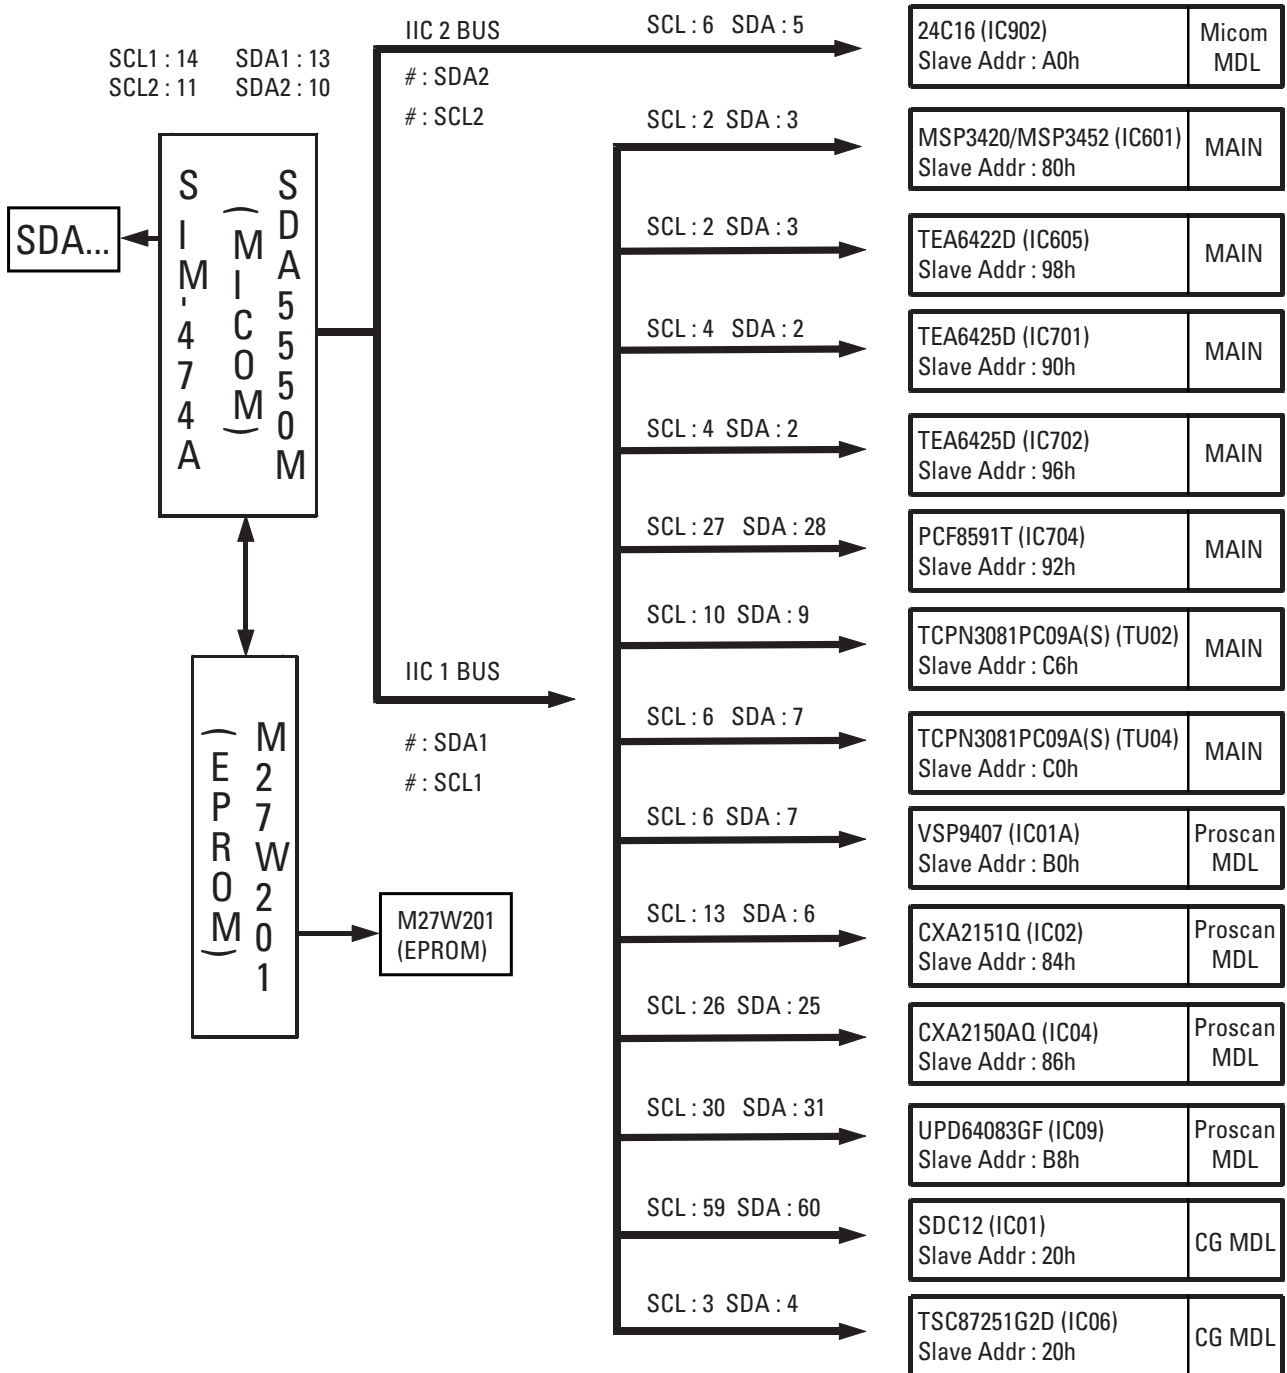 SCL1 : 14 SDA1 : 13
SCL2 : 11 SDA2 : 10
SDA...
SIM'474A
(MICOM)
SDA5550M
(EPROM)
M27W201
M27W201
(EPROM)
IIC 2 BUS
# : SDA2
# : SCL2
IIC 1 BUS
# : SDA1
# : SCL1
SCL : 6 SDA : 5
24C16 (IC902)
Slave Addr : A0h
Micom
MDL
SCL : 2 SDA : 3
MSP3420/MSP3452 (IC601)
Slave Addr : 80h
MAIN
SCL : 2 SDA : 3
TEA6422D (IC605)
Slave Addr : 98h
MAIN
SCL : 4 SDA : 2
TEA6425D (IC701)
Slave Addr : 90h
MAIN
SCL : 4 SDA : 2
TEA6425D (IC702)
Slave Addr : 96h
MAIN
SCL : 27 SDA : 28
PCF8591T (IC704)
Slave Addr : 92h
MAIN
SCL : 10 SDA : 9
TCPN3081PC09A(S) (TU02)
Slave Addr : C6h
MAIN
SCL : 6 SDA : 7
TCPN3081PC09A(S) (TU04)
Slave Addr : C0h
MAIN
SCL : 6 SDA : 7
VSP9407 (IC01A)
Slave Addr : B0h
Proscan
MDL
SCL : 13 SDA : 6
CXA2151Q (IC02)
Slave Addr : 84h
Proscan
MDL
SCL : 26 SDA : 25
CXA2150AQ (IC04)
Slave Addr : 86h
Proscan
MDL
SCL : 30 SDA : 31
UPD64083GF (IC09)
Slave Addr : B8h
Proscan
MDL
SCL : 59 SDA : 60
SDC12 (IC01)
Slave Addr : 20h
CG MDL
SCL : 3 SDA : 4
TSC87251G2D (IC06)
Slave Addr : 20h
CG MDL